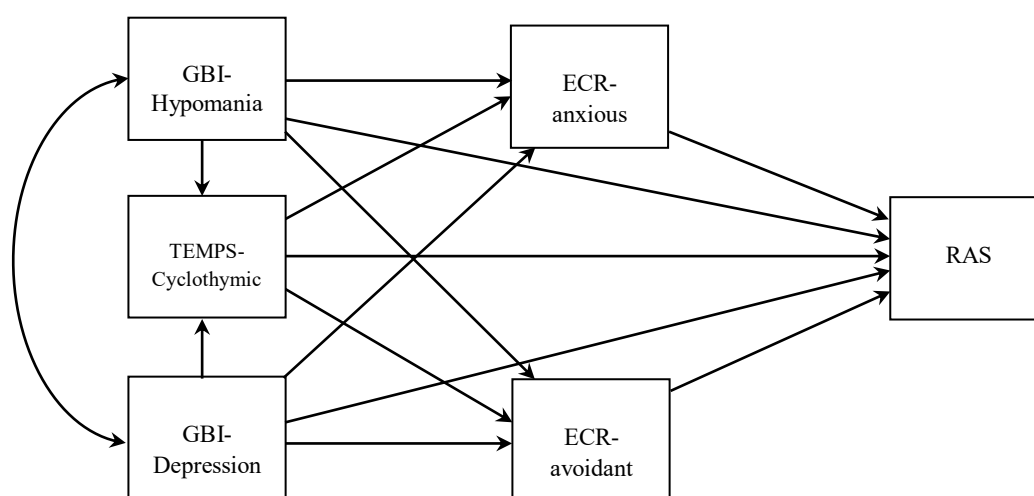 GBI-
Hypomania
ECR-
anxious
TEMPS-
Cyclothymic
RAS
GBI-
Depression
ECR-
avoidant